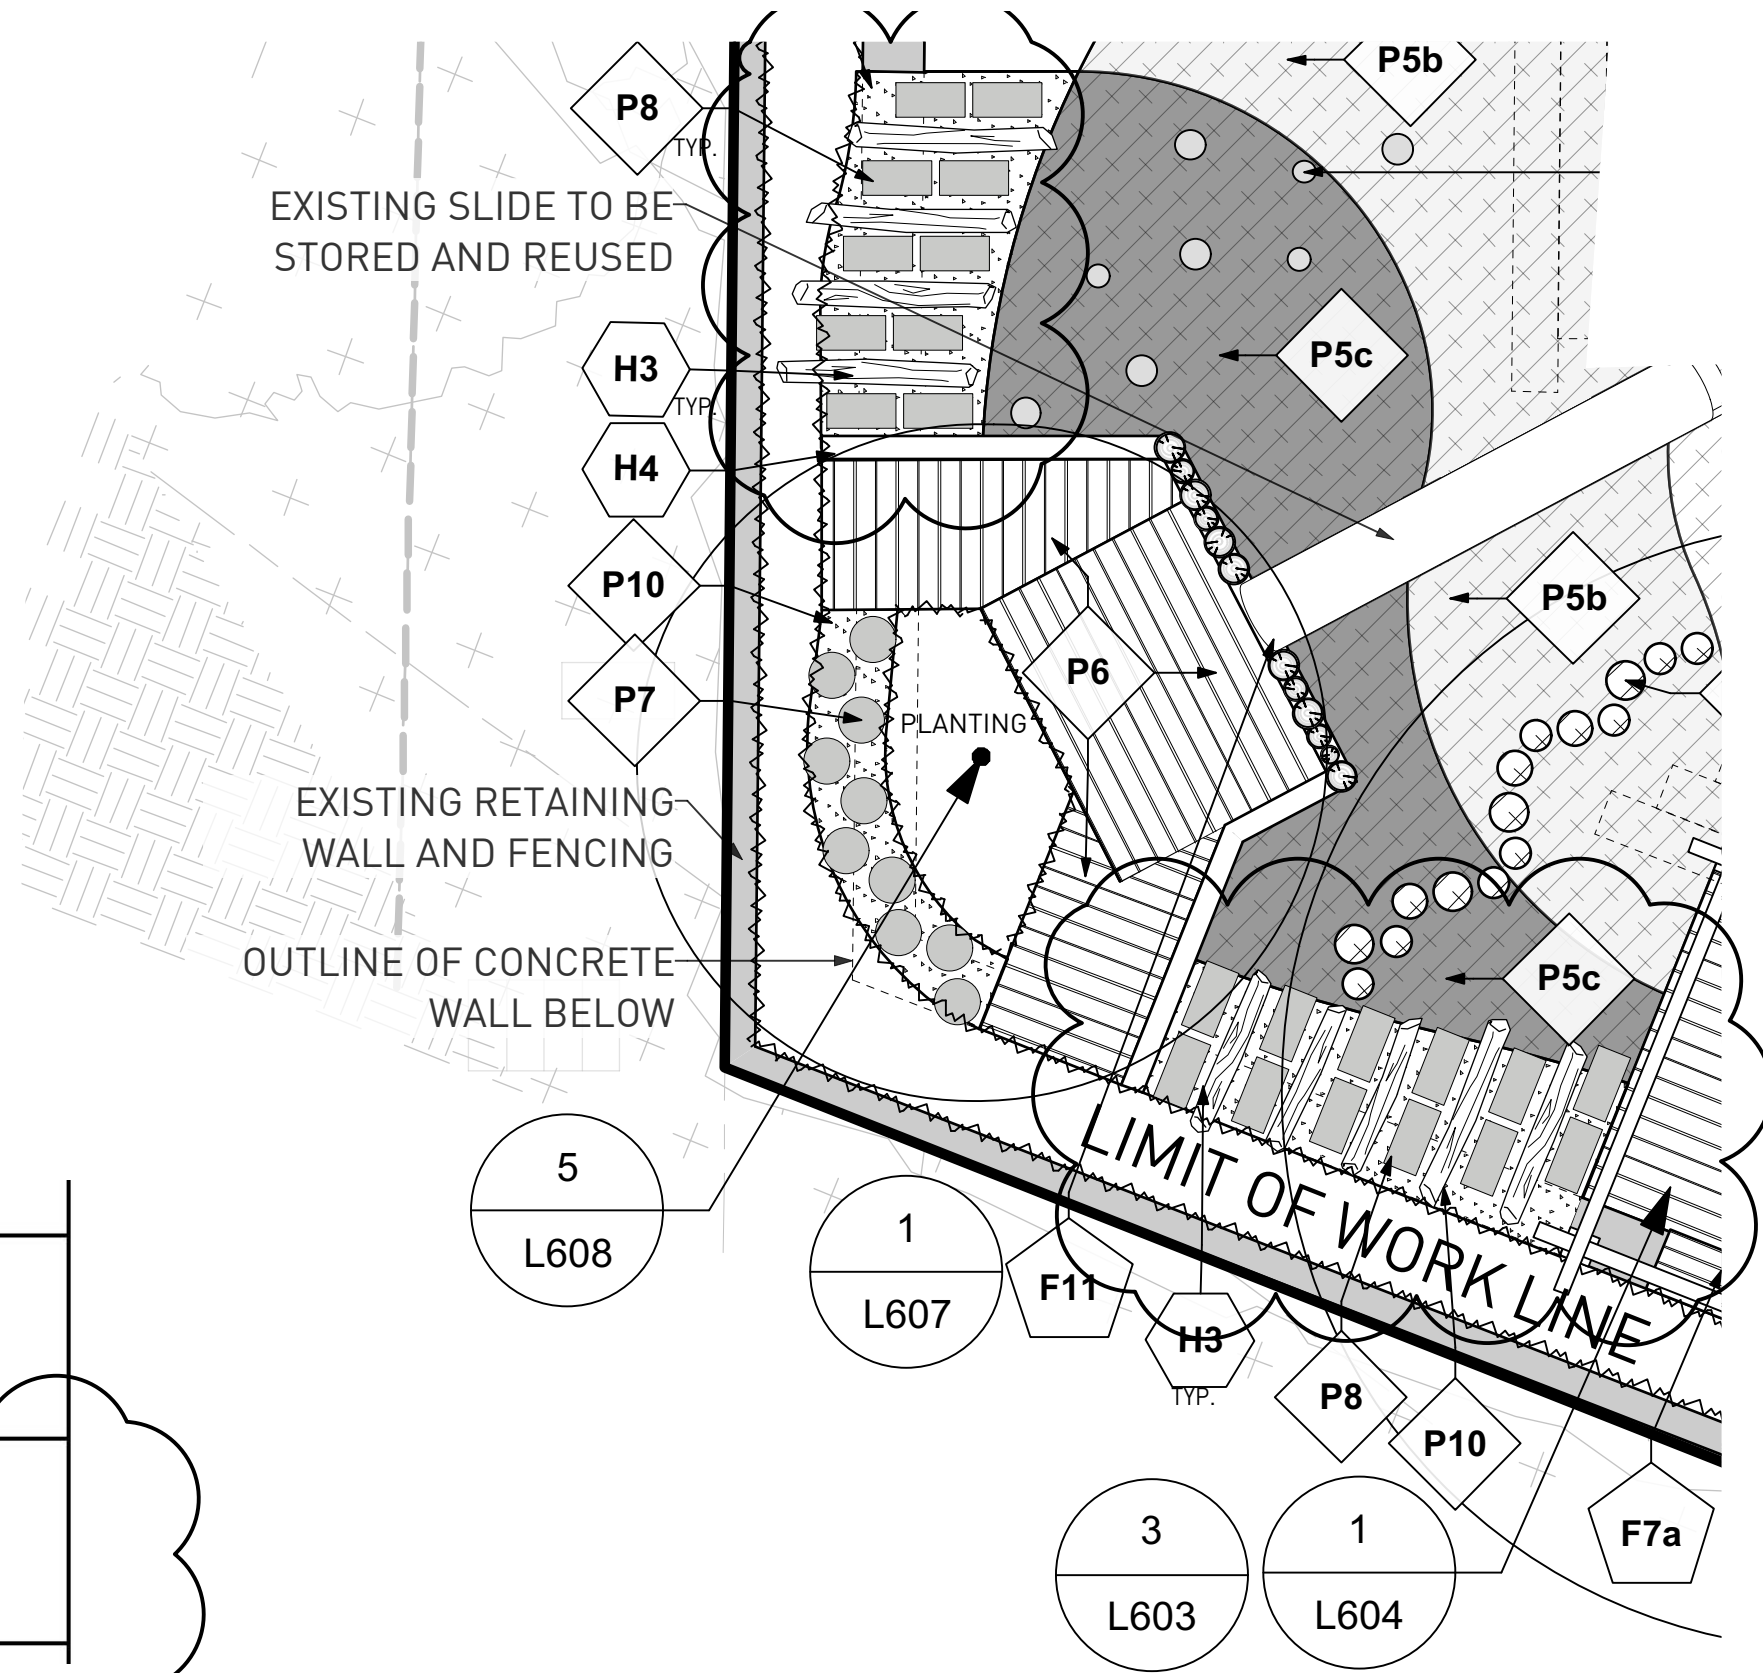 P5b
P8
TYP.
EXISTING SLIDE TO BE
STORED AND REUSED
P5c
H3
TYP.
H4
P10
P5b
P6
P7
PLANTING
EXISTING RETAINING
WALL AND FENCING
OUTLINE OF CONCRETE
WALL BELOW
P5c
LIMIT OF WORK LINE
5
L608
1
L607
F11
H3
TYP.
P8
P10
3
L603
1
L604
F7a